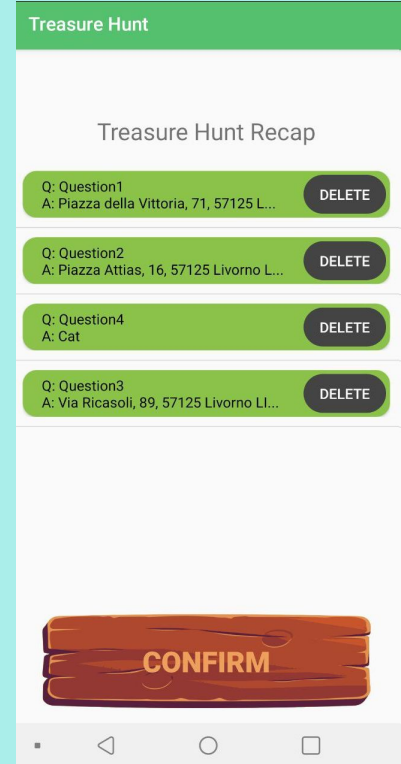 Treasure Hunt
Treasure Hunt Recap
Q: Question1
A: Piazza della Vittoria, 71, 57125 L...
DELETE
Q: Question2
A: Piazza Attias, 16, 57125 Livorno L...
DELETE
Q: Question4
A: Cat
DELETE
Q: Question3
A: Via Ricasoli, 89, 57125 Livorno LI...
DELETE
CONFIRM